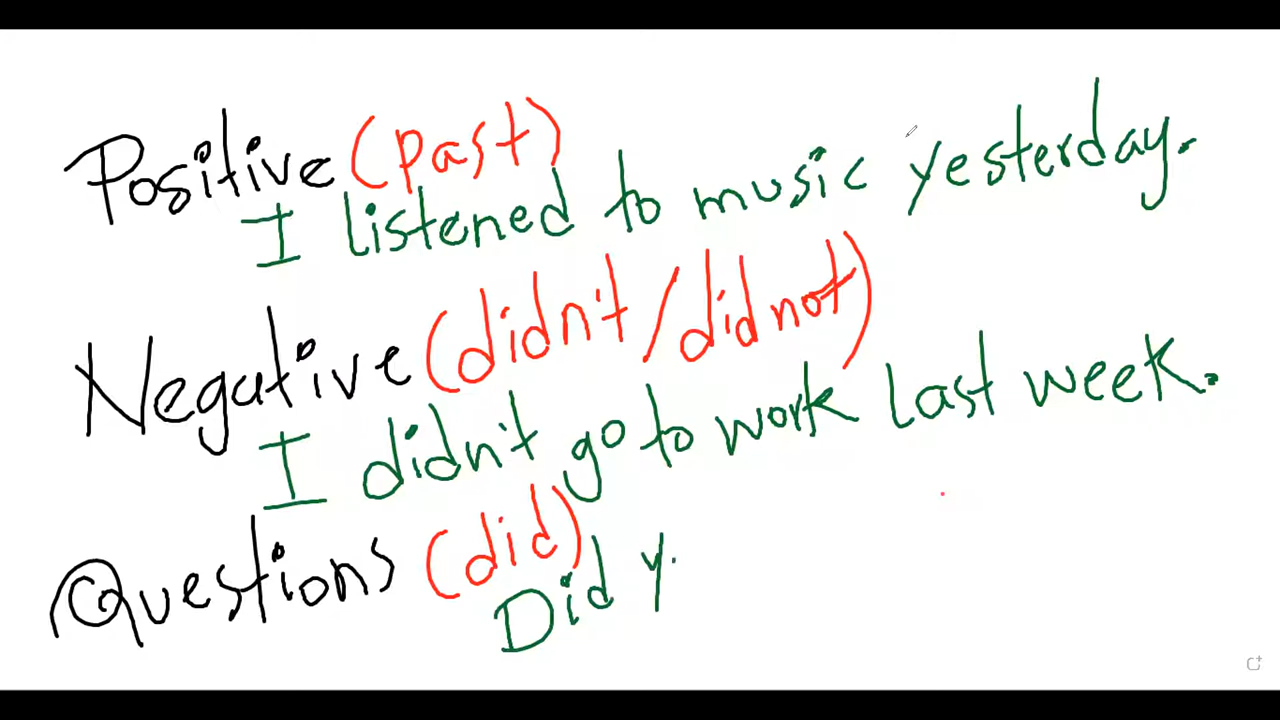 Positive (past)
I listened to music yesterday.
Negative (didn't/did not)
I didn't go to work last week.
Questions (did)
Did y